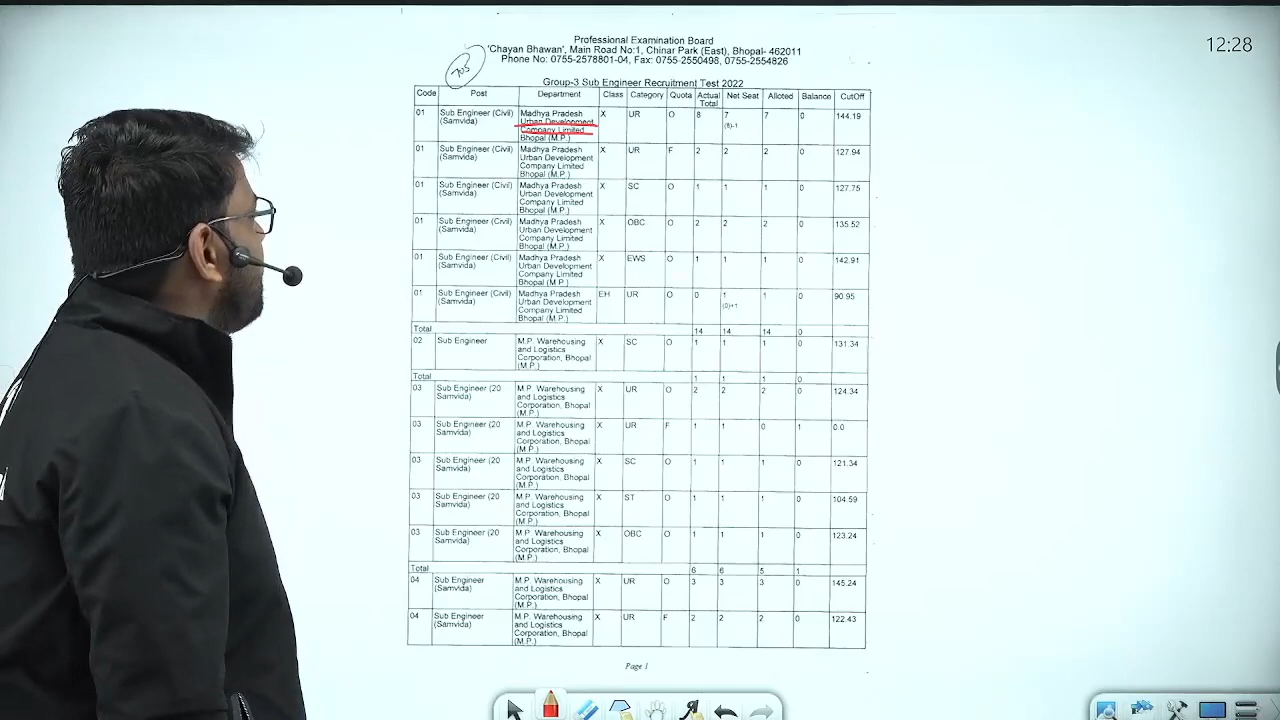 12:28
Professional Examination Board
'Chayan Bhawan', Main Road No:1, Chinar Park (East), Bhopal- 462011
Phone No: 0755-2578801-04, Fax: 0755-2550498, 0755-2554826
705
Group-3 Sub Engineer Recruitment Test 2022
Code Post Department Class Category Quota Actual Total Net Seat Alloted Balance CutOff
01 Sub Engineer (Civil) Madhya Pradesh X UR O 8 7 7 0 144.19
(Samvida) Urban Development (8)-1
Company Limited
Bhopal (M.P.)
01 Sub Engineer (Civil) Madhya Pradesh X UR F 2 2 2 0 127.94
(Samvida) Urban Development
Company Limited
Bhopal (M.P.)
01 Sub Engineer (Civil) Madhya Pradesh X SC O 1 1 1 0 127.75
(Samvida) Urban Development
Company Limited
Bhopal (M.P.)
01 Sub Engineer (Civil) Madhya Pradesh X OBC O 2 2 2 0 135.52
(Samvida) Urban Development
Company Limited
Bhopal (M.P.)
01 Sub Engineer (Civil) Madhya Pradesh X EWS O 1 1 1 0 142.91
(Samvida) Urban Development
Company Limited
Bhopal (M.P.)
01 Sub Engineer (Civil) Madhya Pradesh EH UR O 0 1 1 0 90.95
(Samvida) Urban Development (0)+1
Company Limited
Bhopal (M.P.)
Total 14 14 14 0
02 Sub Engineer M.P. Warehousing X SC O 1 1 1 0 131.34
and Logistics
Corporation, Bhopal
(M.P.)
Total 1 1 1 0
03 Sub Engineer (20 M.P. Warehousing X UR O 2 2 2 0 124.34
Samvida) and Logistics
Corporation, Bhopal
(M.P.)
03 Sub Engineer (20 M.P. Warehousing X UR F 1 1 0 1 0.0
Samvida) and Logistics
Corporation, Bhopal
(M.P.)
03 Sub Engineer (20 M.P. Warehousing X SC O 1 1 1 0 121.34
Samvida) and Logistics
Corporation, Bhopal
(M.P.)
03 Sub Engineer (20 M.P. Warehousing X ST O 1 1 1 0 104.59
Samvida) and Logistics
Corporation, Bhopal
(M.P.)
03 Sub Engineer (20 M.P. Warehousing X OBC O 1 1 1 0 123.24
Samvida) and Logistics
Corporation, Bhopal
(M.P.)
Total 6 6 5 1
04 Sub Engineer M.P. Warehousing X UR O 3 3 3 0 145.24
(Samvida) and Logistics
Corporation, Bhopal
(M.P.)
04 Sub Engineer M.P. Warehousing X UR F 2 2 2 0 122.43
(Samvida) and Logistics
Corporation, Bhopal
(M.P.)
Page 1